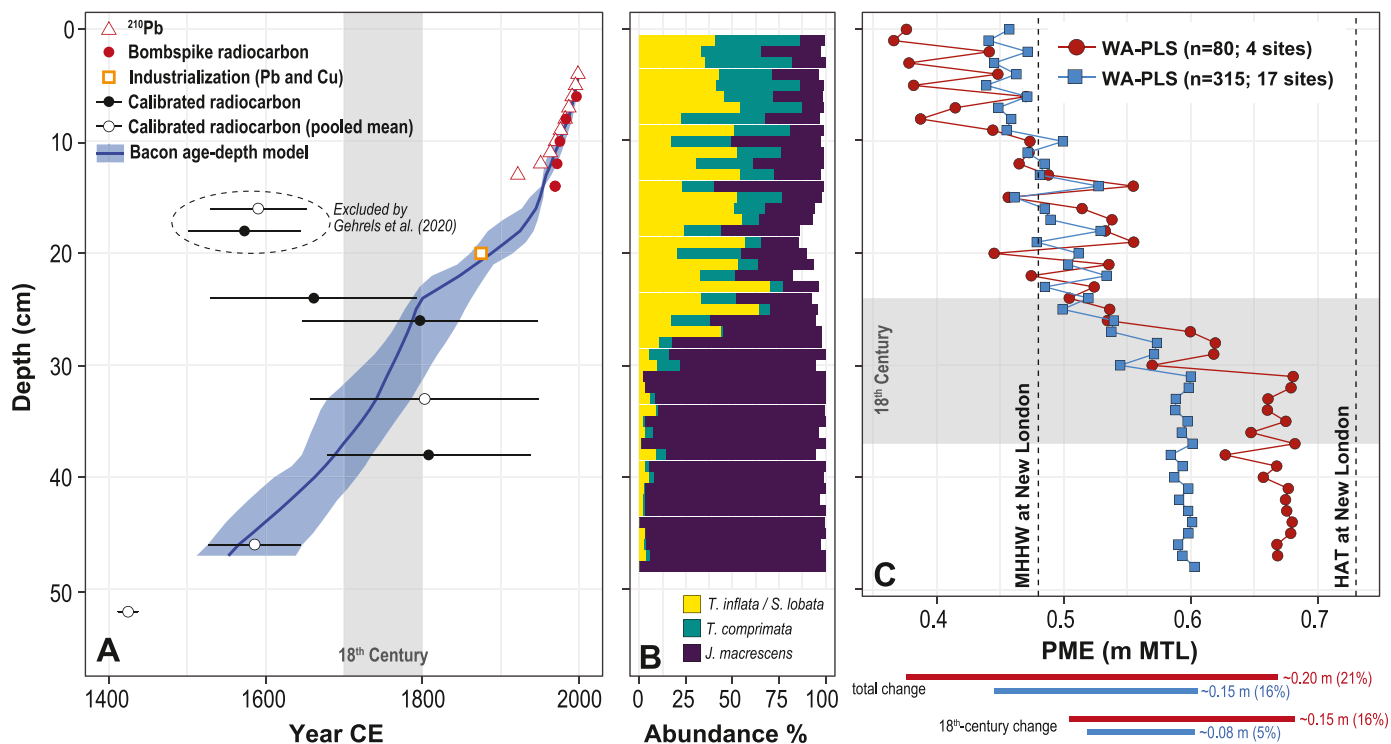 0
10
20
30
40
50
Depth (cm)
²¹⁰Pb
Bombspike radiocarbon
Industrialization (Pb and Cu)
Calibrated radiocarbon
Calibrated radiocarbon (pooled mean)
Bacon age-depth model
Excluded by
Gehrels et al. (2020)
A
18th Century
1400
1600
1800
2000
Year CE
T. inflata / S. lobata
T. comprimata
J. macrescens
B
0
25
50
75
100
Abundance %
WA-PLS (n=80; 4 sites)
WA-PLS (n=315; 17 sites)
18th Century
MHHW at New London
HAT at New London
C
0.4
0.5
0.6
0.7
PME (m MTL)
total change
~0.20 m (21%)
~0.15 m (16%)
18th-century change
~0.15 m (16%)
~0.08 m (5%)